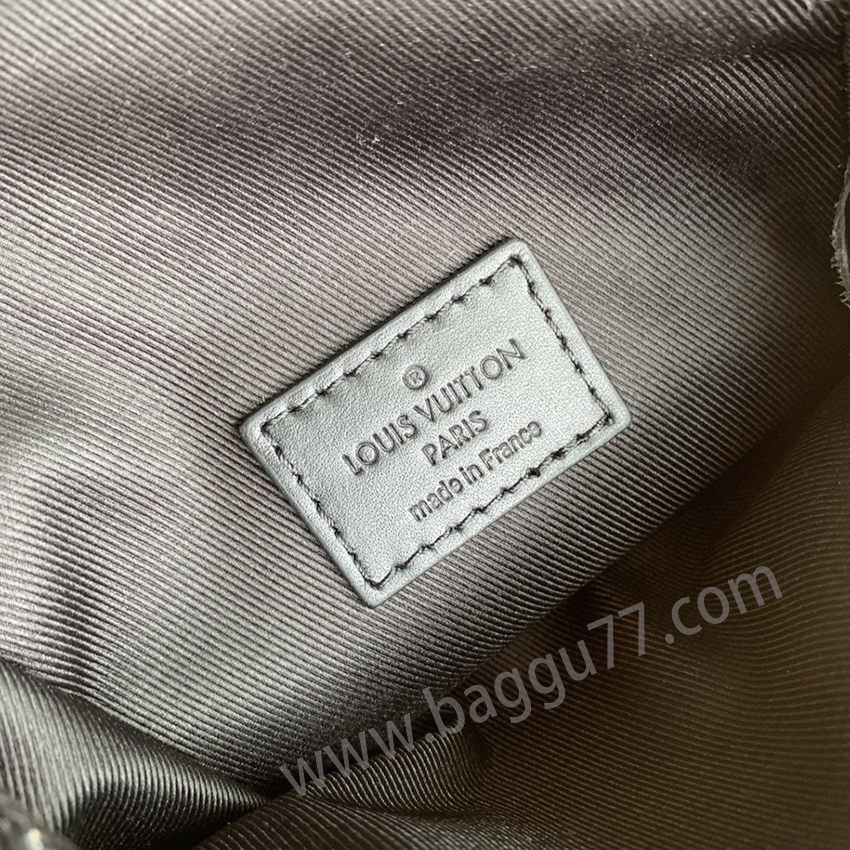 ®
LOUIS VUITTON
PARIS
made in France
www.baggu77.com